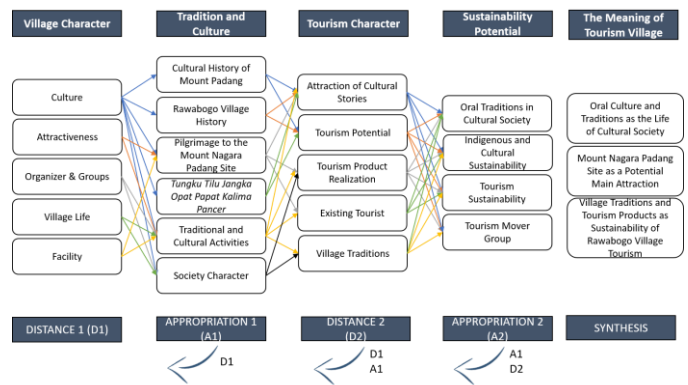 Village Character
Tradition and
Culture
Tourism Character
Sustainability
Potential
The Meaning of
Tourism Village
Culture
Attractiveness
Organizer & Groups
Village Life
Facility
Cultural History of
Mount Padang
Rawabogo Village
History
Pilgrimage to the
Mount Nagara
Padang Site
Tungku Tilu Jangka
Opat Papat Kalima
Pancer
Traditional and
Cultural Activities
Society Character
Attraction of Cultural
Stories
Tourism Potential
Tourism Product
Realization
Existing Tourist
Village Traditions
Oral Traditions in
Cultural Society
Indigenous and
Cultural
Sustainability
Tourism
Sustainability
Tourism Mover
Group
Oral Culture and
Traditions as the Life
of Cultural Society
Mount Nagara Padang
Site as a Potential
Main Attraction
Village Traditions and
Tourism Products as
Sustainability of
Rawabogo Village
Tourism
DISTANCE 1 (D1)
APPROPRIATION 1
(A1)
DISTANCE 2
(D2)
APPROPRIATION 2
(A2)
SYNTHESIS
D1
D1
A1
A1
D2